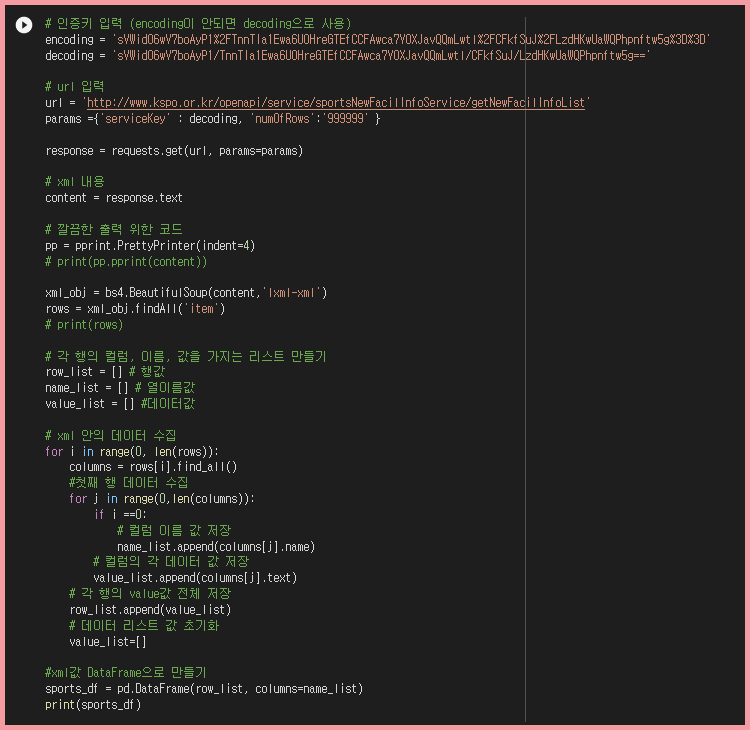 # 인증키 입력 (encoding이 안되면 decoding으로 사용)
encoding =
decoding =
# url 입력
url = 'http://www.kspo.or.kr/openapi/service/sportsNewFacilInfoService/getNewFacilInfoList'
params ={'serviceKey' : decoding, 'numOfRows':'999999' }
response = requests.get(url, params=params)
# xml 내용
content = response.text
# 깔끔한 출력 위한 코드
pp = pprint.PrettyPrinter(indent=4)
# print(pp.pprint(content))
xml_obj = bs4.BeautifulSoup(content,'lxml-xml')
rows = xml_obj.findAll('item')
# print(rows)
# 각 행의 컬럼, 이름, 값을 가지는 리스트 만들기
row_list = [] # 행값
name_list = [] # 열이름값
value_list = [] #데이터값
# xml 안의 데이터 수집
for i in range(0, len(rows)):
columns = rows[i].find_all()
#첫째 행 데이터 수집
for j in range(0,len(columns)):
if i ==0:
# 컬럼 이름 값 저장
name_list.append(columns[j].name)
# 컬럼의 각 데이터 값 저장
value_list.append(columns[j].text)
# 각 행의 value값 전체 저장
row_list.append(value_list)
# 데이터 리스트 값 초기화
value_list=[]
#xml값 DataFrame으로 만들기
sports_df = pd.DataFrame(row_list, columns=name_list)
print(sports_df)